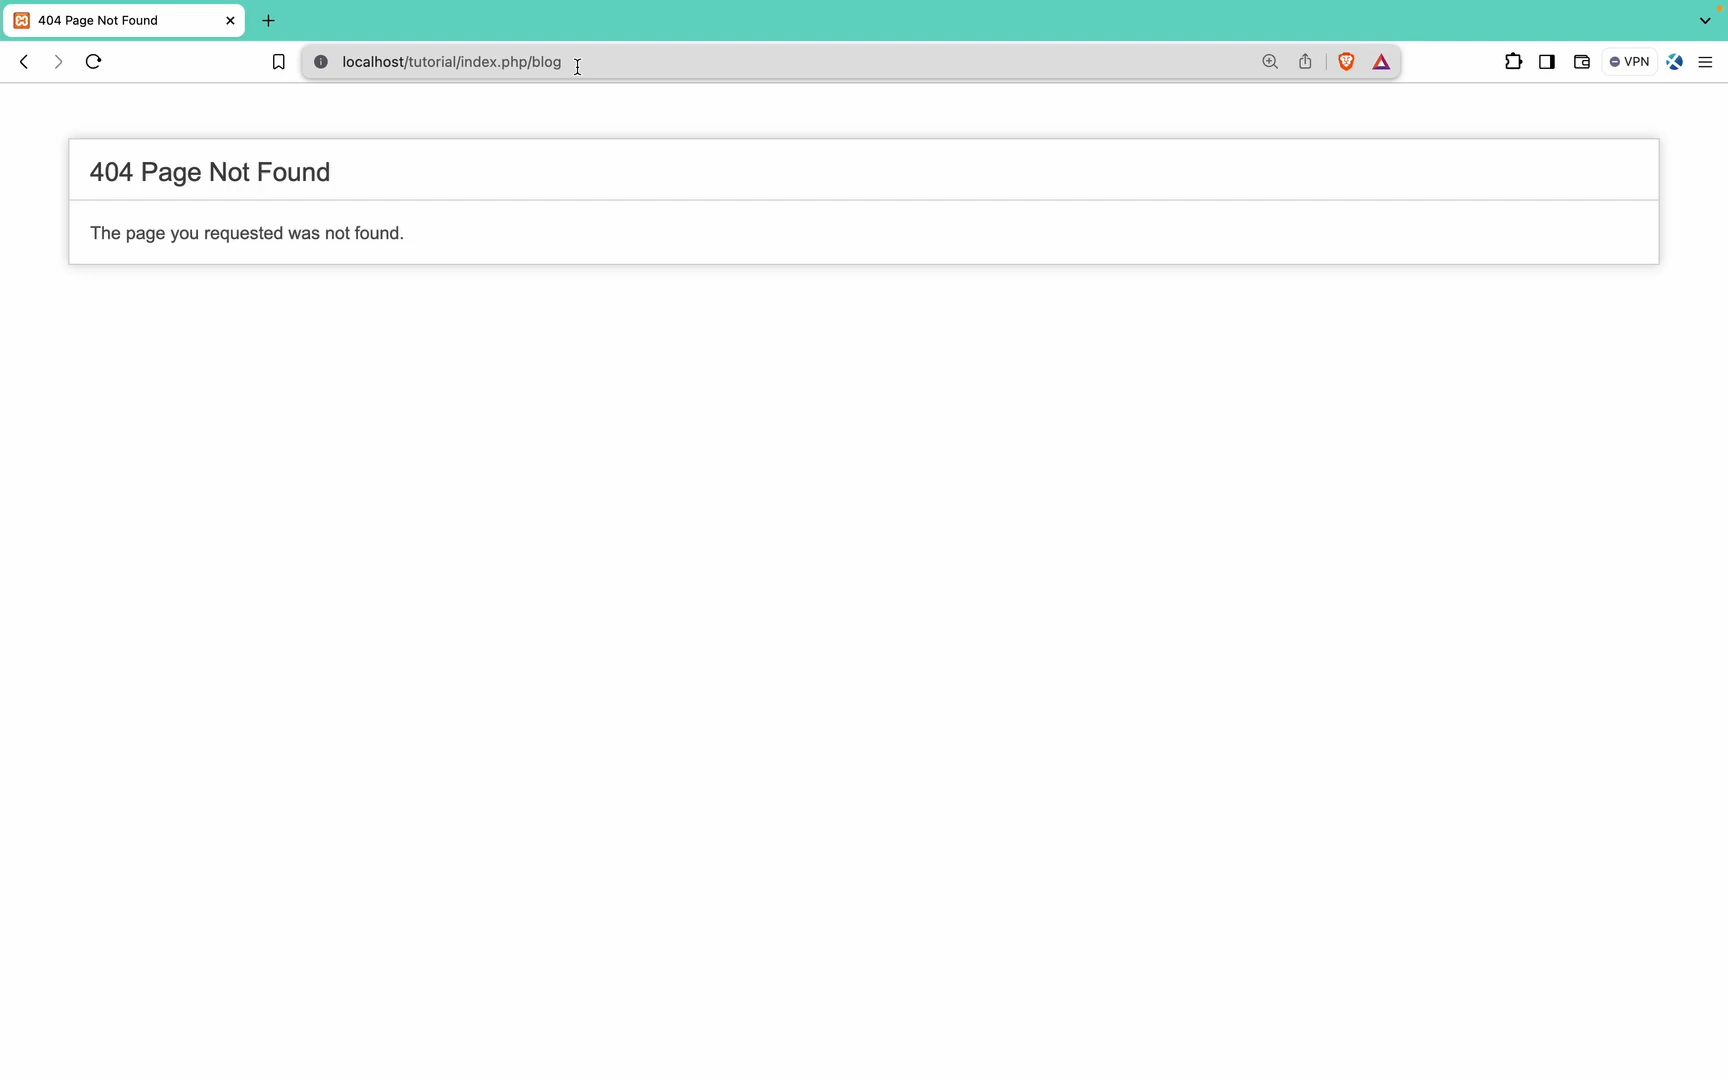 404 Page Not Found
localhost/tutorial/index.php/blog
VPN
404 Page Not Found
The page you requested was not found.